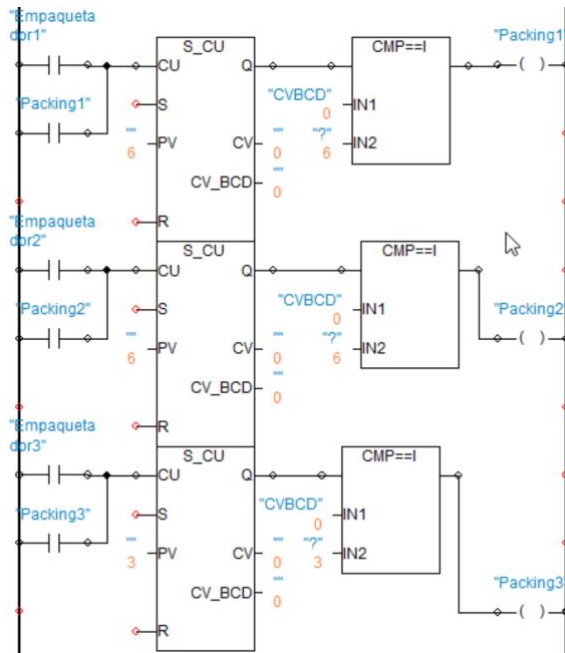 "Empaqueta
dor1"
S_CU
CMP==I
"Packing1"
CU
Q
( )
"CVBCD"
"Packing1"
S
0
IN1
""
PV
CV
""
"?"
IN2
6
0
6
CV_BCD
""
0
"Empaqueta
dor2"
R
S_CU
CMP==I
CU
Q
"CVBCD"
"Packing2"
S
0
IN1
"Packing2"
""
PV
CV
""
"?"
IN2
( )
6
0
6
CV_BCD
""
0
"Empaqueta
dor3"
R
S_CU
CMP==I
CU
Q
"CVBCD"
"Packing3"
S
0
IN1
""
PV
CV
""
"?"
IN2
3
0
3
CV_BCD
""
"Packing3"
0
( )
R